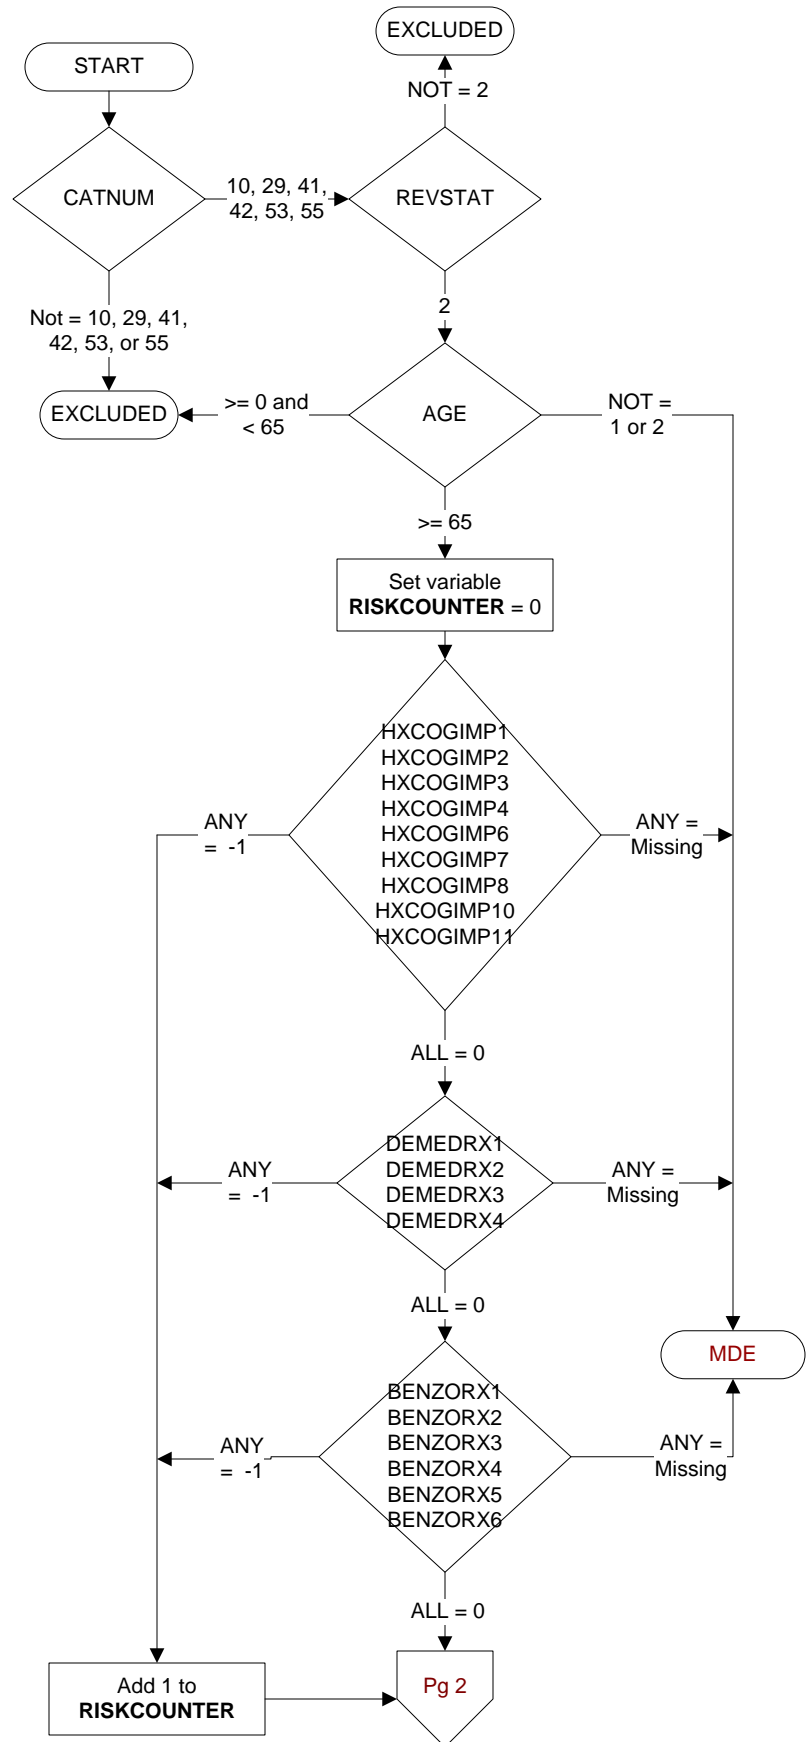 EXCLUDED
START
NOT = 2
CATNUM
10, 29, 41,
42, 53, 55
REVSTAT
Not = 10, 29, 41,
42, 53, or 55
2
EXCLUDED
>= 0 and
< 65
AGE
NOT =
1 or 2
>= 65
Set variable
RISKCOUNTER = 0
HXCOGIMP1
HXCOGIMP2
HXCOGIMP3
HXCOGIMP4
HXCOGIMP6
HXCOGIMP7
HXCOGIMP8
HXCOGIMP10
HXCOGIMP11
ANY
= -1
ANY =
Missing
ALL = 0
DEMEDRX1
DEMEDRX2
DEMEDRX3
DEMEDRX4
ANY
= -1
ANY =
Missing
ALL = 0
MDE
BENZORX1
BENZORX2
BENZORX3
BENZORX4
BENZORX5
BENZORX6
ANY
= -1
ANY =
Missing
ALL = 0
Add 1 to
RISKCOUNTER
Pg 2